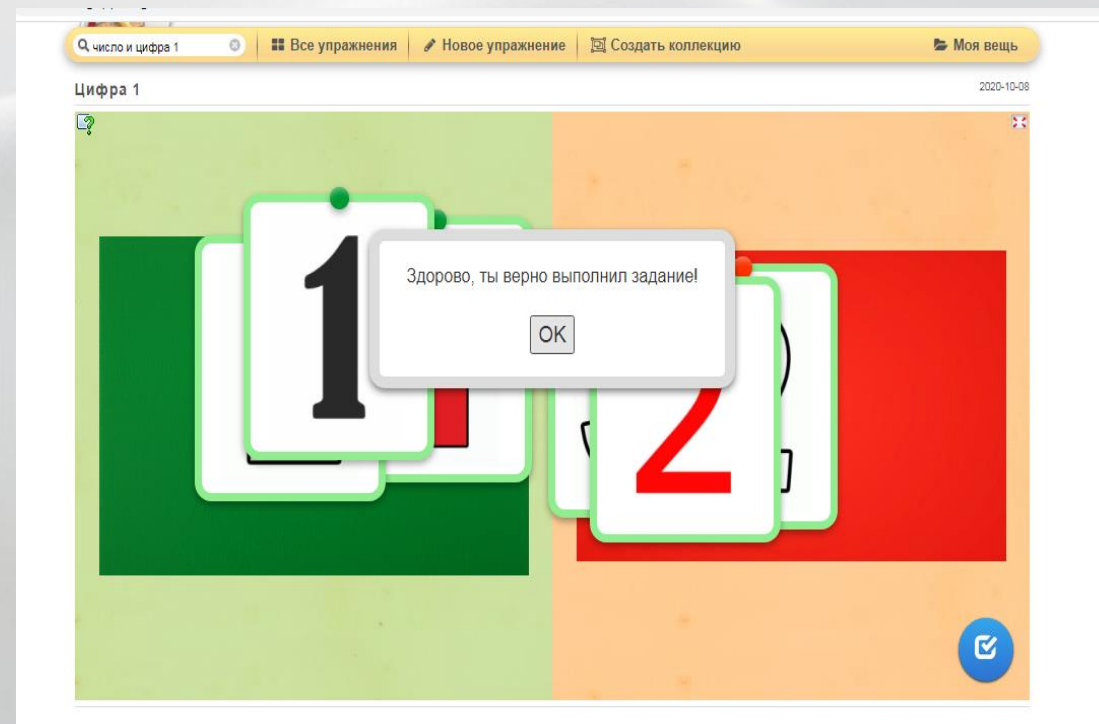 число и цифра 1
Все упражнения
Новое упражнение
Создать коллекцию
Моя вещь
Цифра 1
2020-10-08
1
Здорово, ты верно выполнил задание!
OK
2